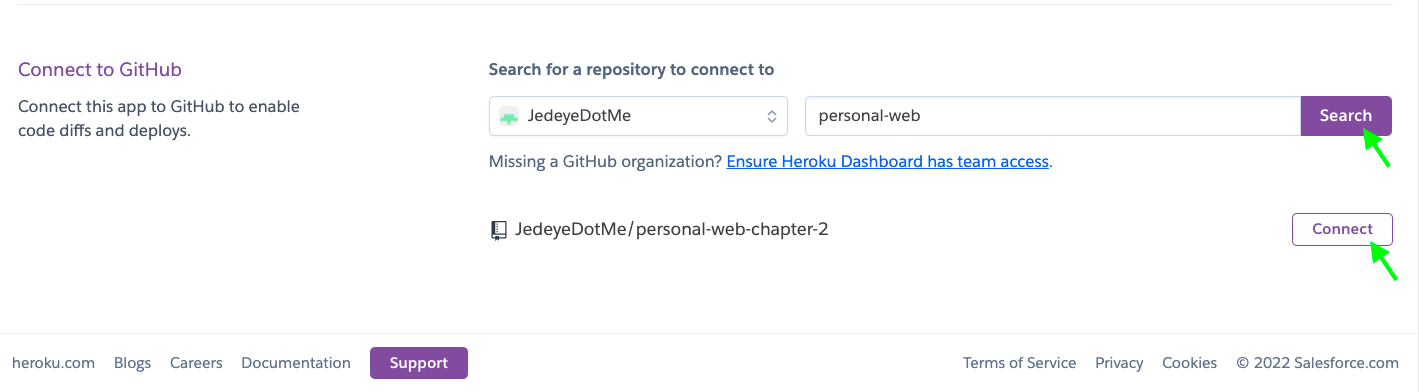 Connect to GitHub
Connect this app to GitHub to enable
code diffs and deploys.
Search for a repository to connect to
JedeyeDotMe
personal-web
Search
Missing a GitHub organization? Ensure Heroku Dashboard has team access.
JedeyeDotMe/personal-web-chapter-2
Connect
heroku.com Blogs Careers Documentation Support Terms of Service Privacy Cookies © 2022 Salesforce.com